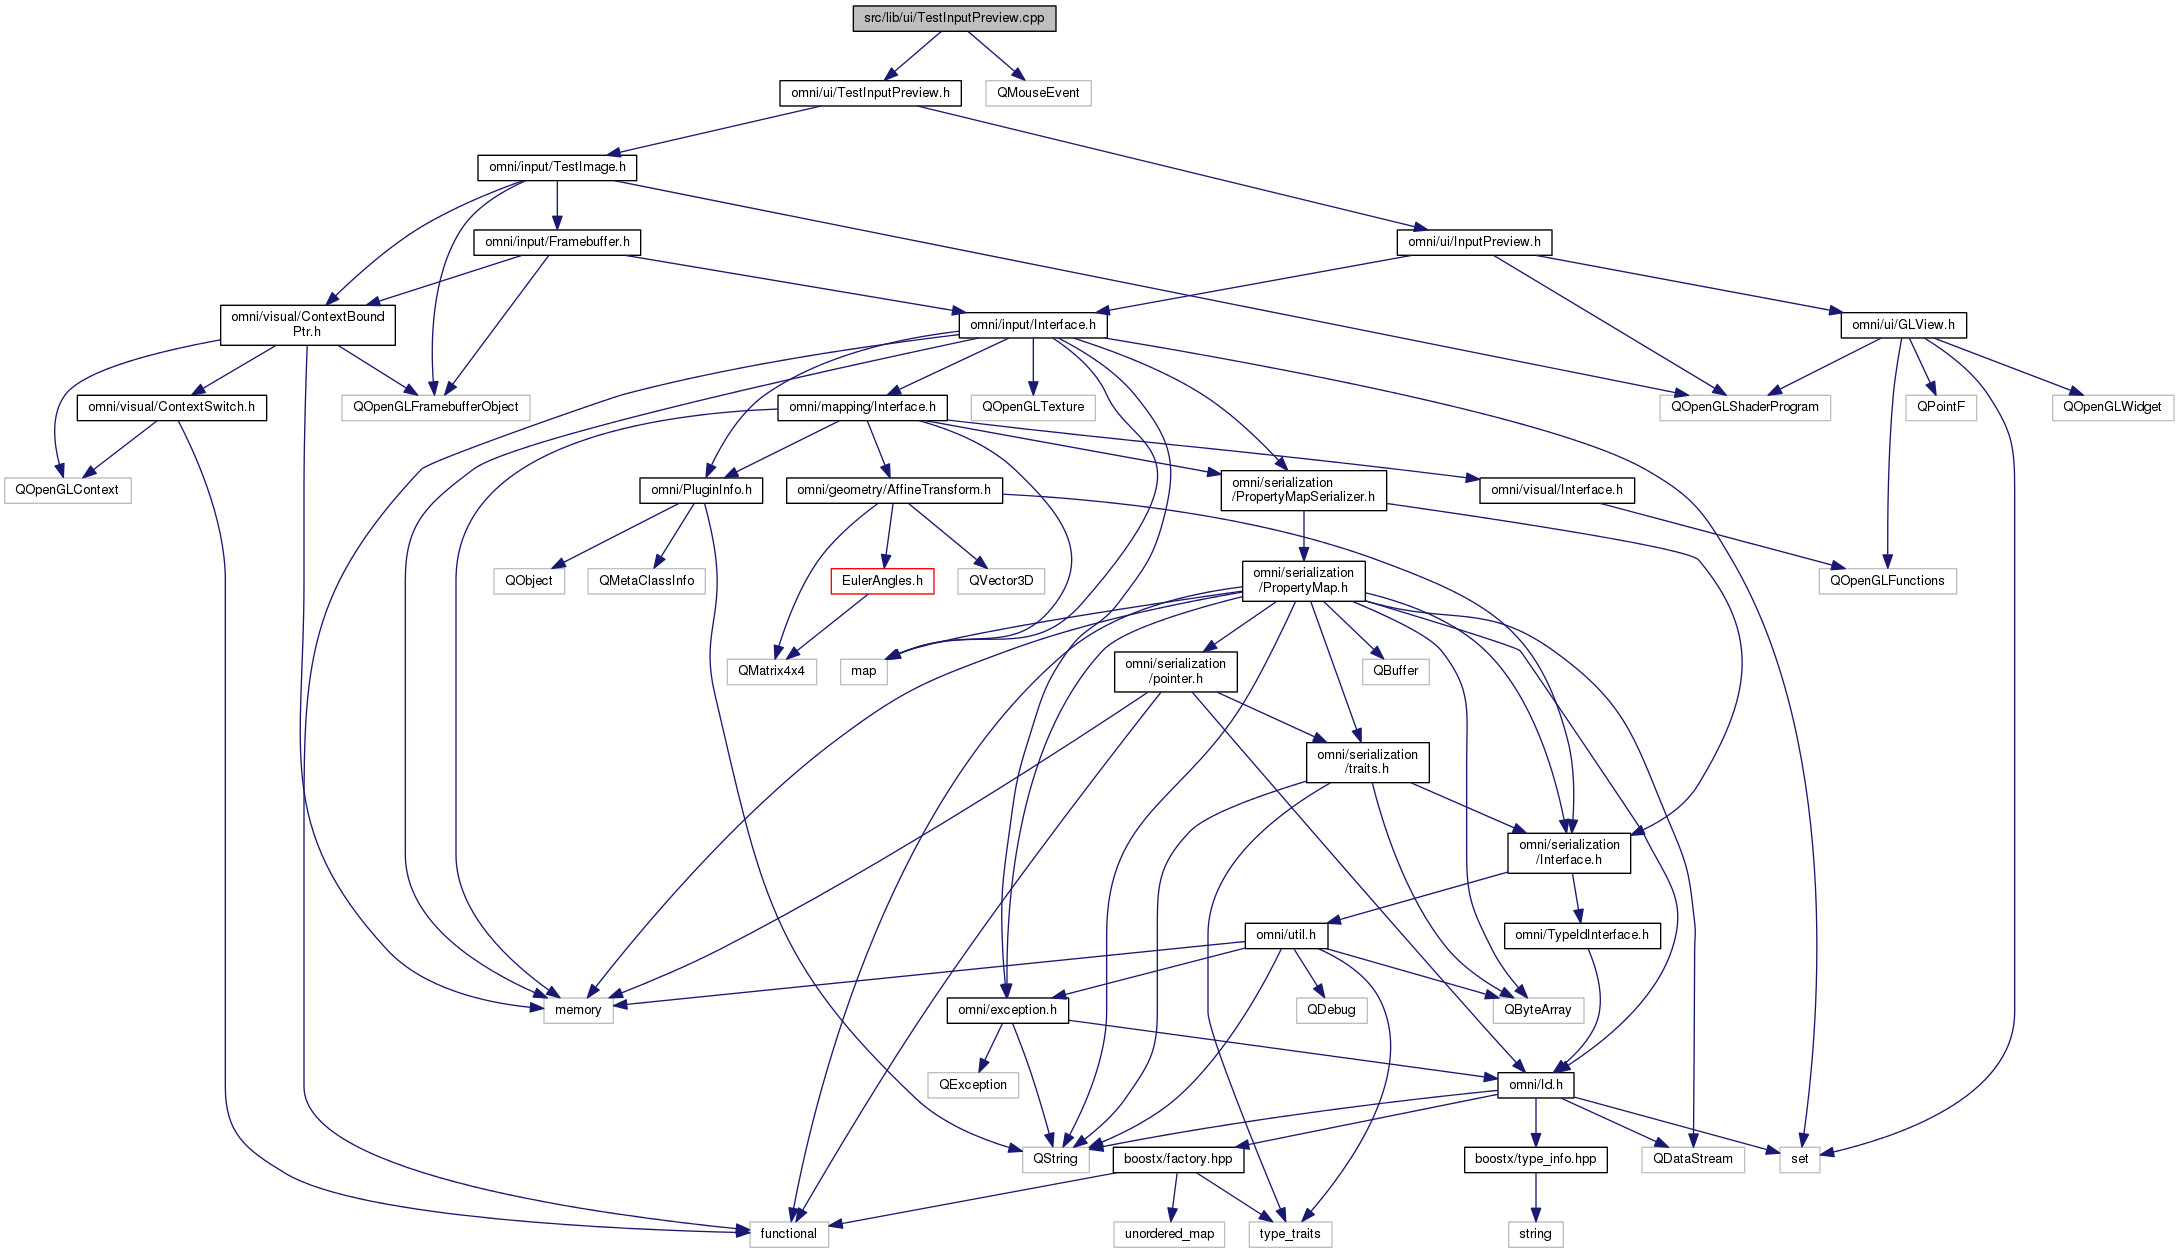 src/lib/ui/TestInputPreview.cpp
omni/ui/TestInputPreview.h
QMouseEvent
omni/input/TestImage.h
omni/input/Framebuffer.h
omni/ui/InputPreview.h
omni/visual/ContextBound
Ptr.h
omni/input/Interface.h
omni/ui/GLView.h
omni/visual/ContextSwitch.h
QOpenGLFramebufferObject
omni/mapping/Interface.h
QOpenGLTexture
QOpenGLShaderProgram
QPointF
QOpenGLWidget
QOpenGLContext
omni/PluginInfo.h
omni/geometry/AffineTransform.h
omni/serialization
/PropertyMapSerializer.h
omni/visual/Interface.h
QObject
QMetaClassInfo
EulerAngles.h
QVector3D
omni/serialization
/PropertyMap.h
QOpenGLFunctions
QMatrix4x4
map
omni/serialization
/pointer.h
QBuffer
omni/serialization
/traits.h
omni/serialization
/Interface.h
omni/util.h
omni/TypeIdInterface.h
memory
omni/exception.h
QDebug
QByteArray
QException
omni/Id.h
QString
boostx/factory.hpp
boostx/type_info.hpp
QDataStream
set
functional
unordered_map
type_traits
string